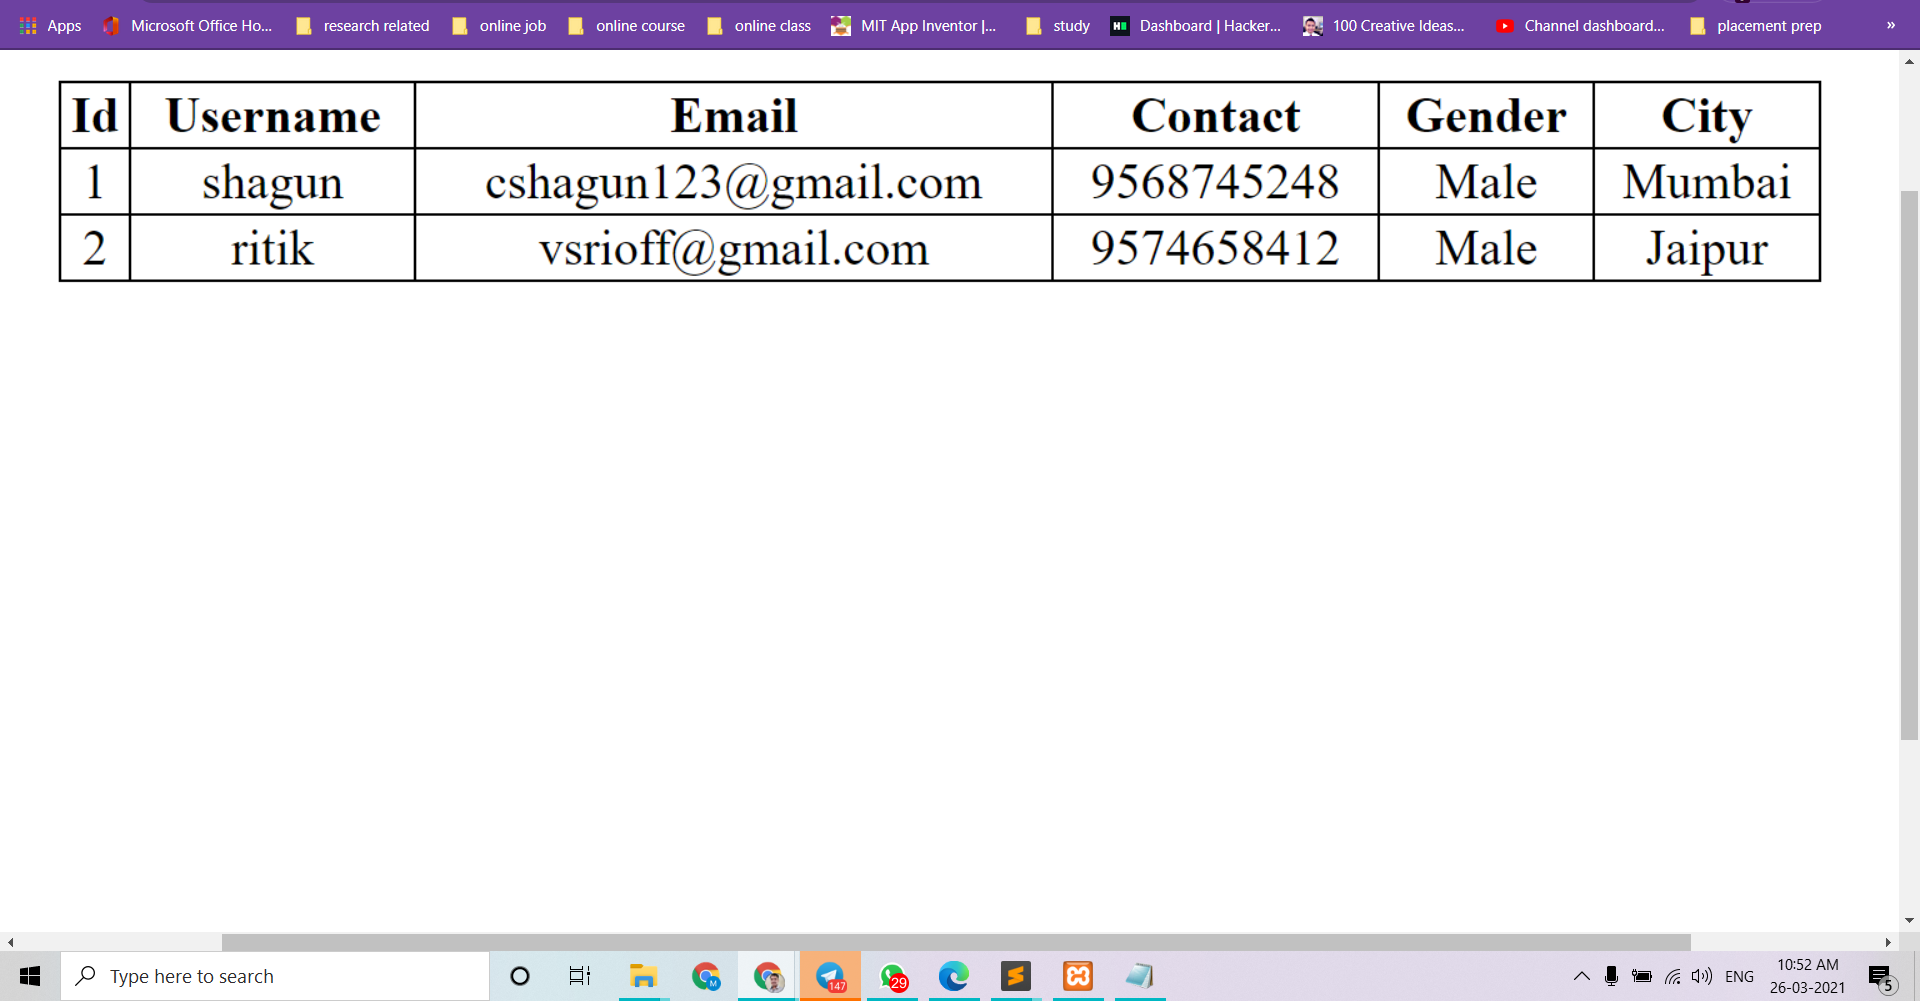 Apps Microsoft Office Ho... research related online job online course online class MIT App Inventor |... study Dashboard | Hacker... 100 Creative Ideas... Channel dashboard... placement prep »
Id Username Email Contact Gender City
1 shagun cshagun123@gmail.com 9568745248 Male Mumbai
2 ritik vsrioff@gmail.com 9574658412 Male Jaipur
Type here to search M 147 29 ENG 10:52 AM
26-03-2021 5